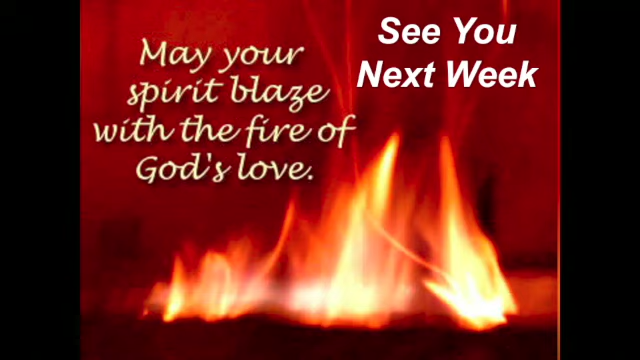 May your
spirit blaze
with the fire of
God's love.
See You
Next Week